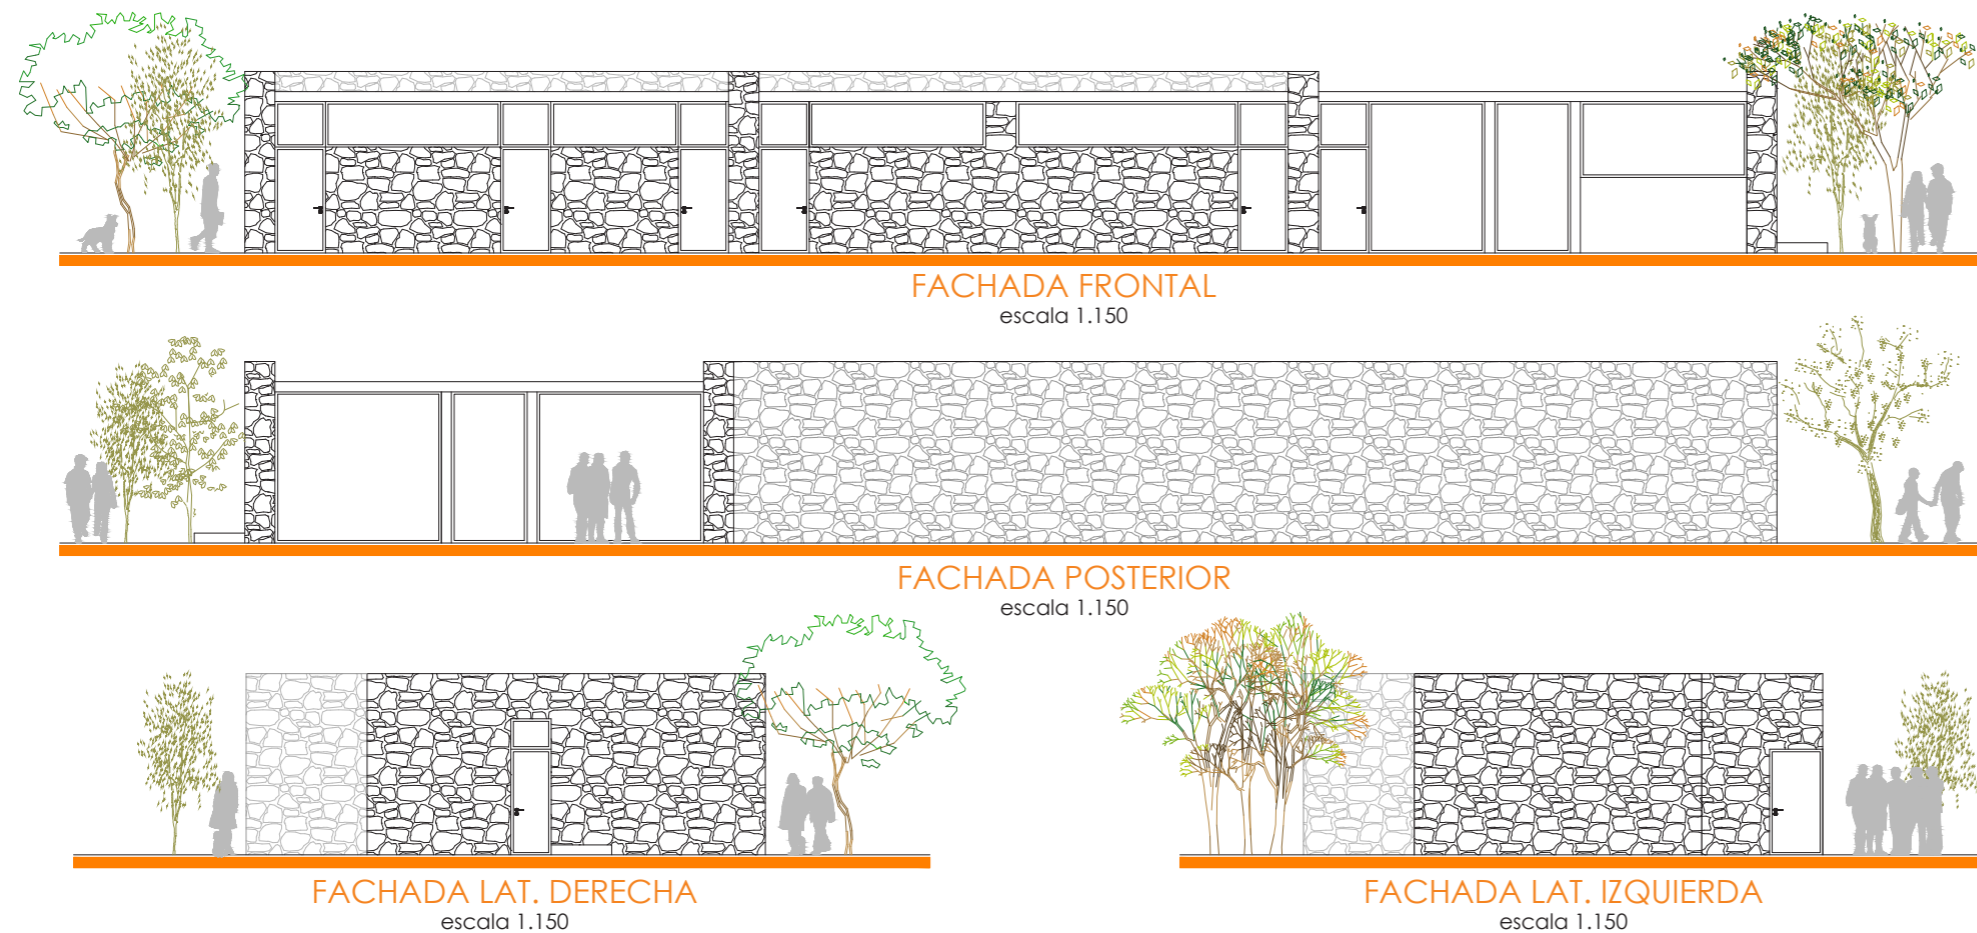 FACHADA FRONTAL
escala 1.150
FACHADA POSTERIOR
escala 1.150
FACHADA LAT. DERECHA
escala 1.150
FACHADA LAT. IZQUIERDA
escala 1.150